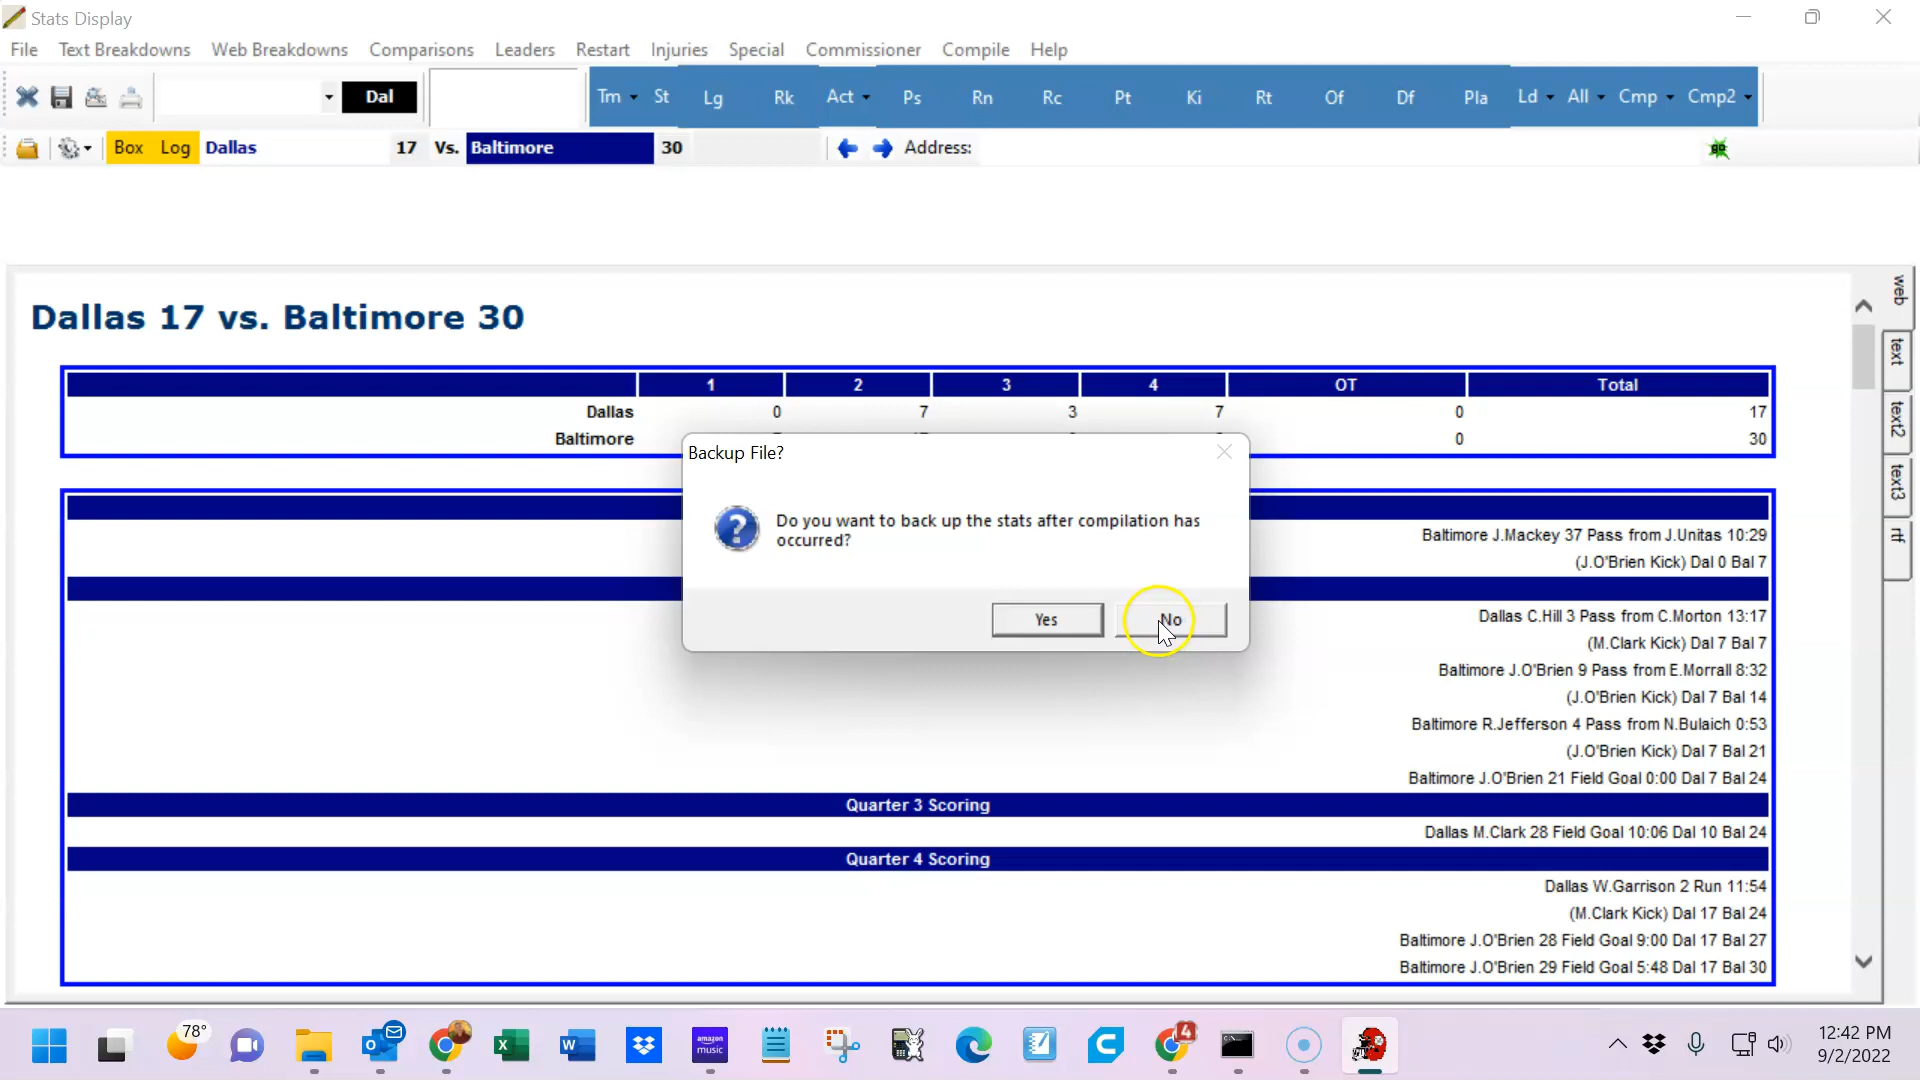 Stats Display
File Text Breakdowns Web Breakdowns Comparisons Leaders Restart Injuries Special Commissioner Compile Help
Dal Tm St Lg Rk Act Ps Rn Rc Pt Ki Rt Of Df Pla Ld All Cmp Cmp2
Box Log Dallas 17 Vs. Baltimore 30 Address: go
web
text
text2
text3
rtf
Dallas 17 vs. Baltimore 30
1 2 3 4 OT Total
Dallas 0 7 3 7 0 17
Baltimore 0 30
Backup File?
Do you want to back up the stats after compilation has
occurred?
Yes No
Baltimore J.Mackey 37 Pass from J.Unitas 10:29
(J.O'Brien Kick) Dal 0 Bal 7
Dallas C.Hill 3 Pass from C.Morton 13:17
(M.Clark Kick) Dal 7 Bal 7
Baltimore J.O'Brien 9 Pass from E.Morrall 8:32
(J.O'Brien Kick) Dal 7 Bal 14
Baltimore R.Jefferson 4 Pass from N.Bulaich 0:53
(J.O'Brien Kick) Dal 7 Bal 21
Baltimore J.O'Brien 21 Field Goal 0:00 Dal 7 Bal 24
Quarter 3 Scoring
Dallas M.Clark 28 Field Goal 10:06 Dal 10 Bal 24
Quarter 4 Scoring
Dallas W.Garrison 2 Run 11:54
(M.Clark Kick) Dal 17 Bal 24
Baltimore J.O'Brien 28 Field Goal 9:00 Dal 17 Bal 27
Baltimore J.O'Brien 29 Field Goal 5:48 Dal 17 Bal 30
78°
amazon
music
4
12:42 PM
9/2/2022